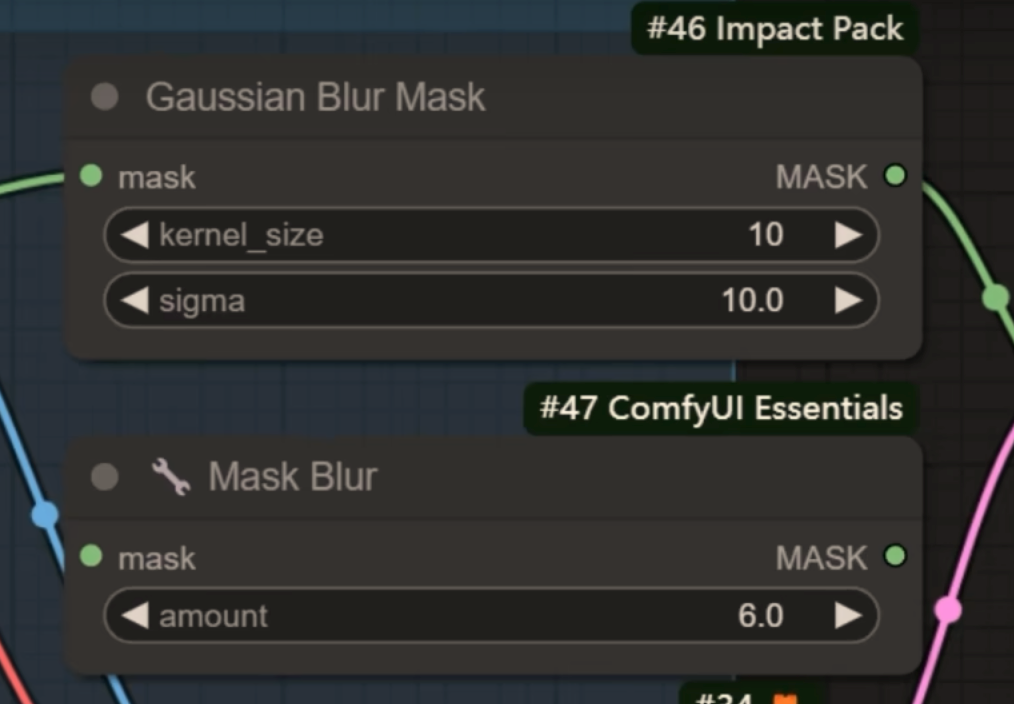 #46 Impact Pack
Gaussian Blur Mask
mask MASK
kernel_size 10
sigma 10.0
#47 ComfyUI Essentials
Mask Blur
mask MASK
amount 6.0
#34